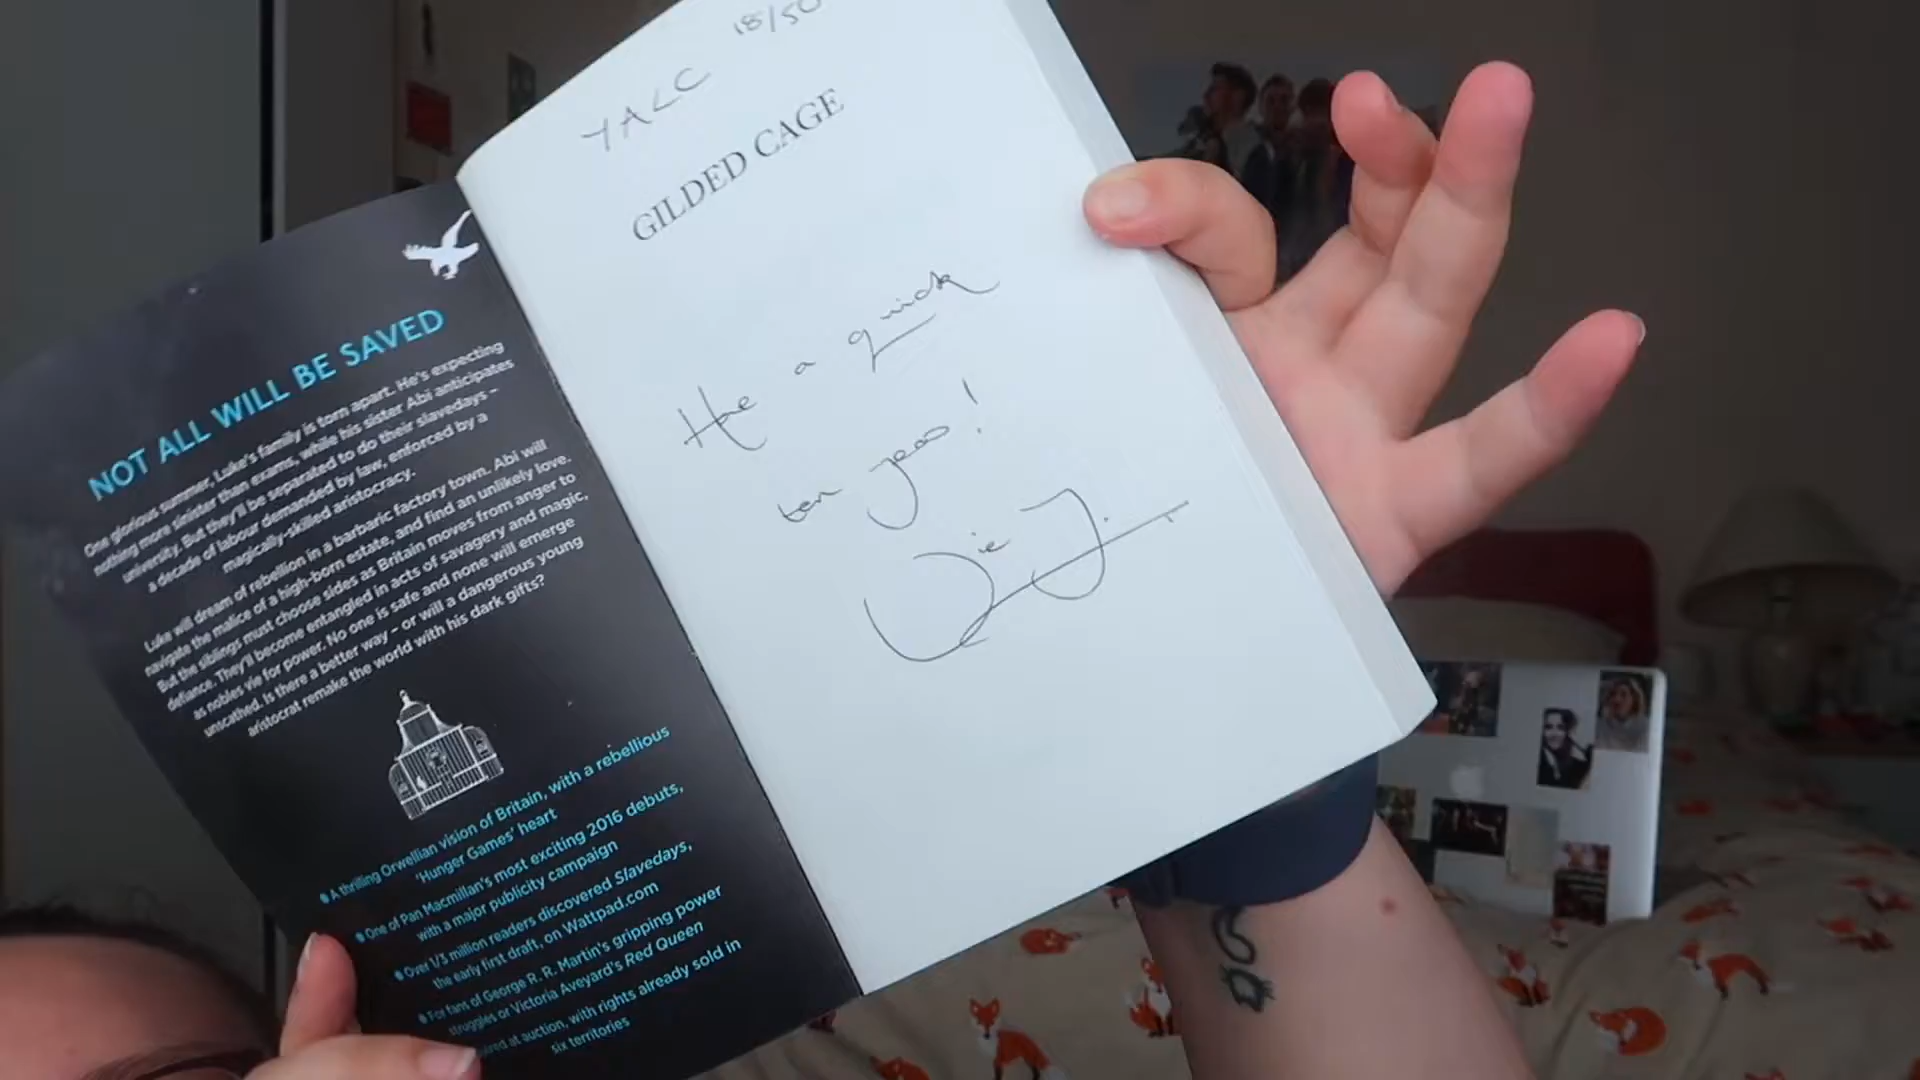 NOT ALL WILL BE SAVED
One glorious summer, Luke's family is torn apart. He's expecting
nothing more sinister than exams, while his sister Abi anticipates
university. But they'll be separated to do their slavedays –
a decade of labour demanded by law, enforced by a
magically-skilled aristocracy.
Luke will dream of rebellion in a barbaric factory town. Abi will
navigate the malice of a high-born estate, and find an unlikely love.
But the siblings must choose sides as Britain moves from anger to
defiance. They'll become entangled in acts of savagery and magic,
as nobles vie for power. No one is safe and none will emerge
unscathed. Is there a better way – or will a dangerous young
aristocrat remake the world with his dark gifts?
A thrilling Orwellian vision of Britain, with a rebellious
'Hunger Games' heart
One of Pan Macmillan's most exciting 2016 debuts,
with a major publicity campaign
Over 1/3 million readers discovered Slavedays,
the early first draft, on Wattpad.com
For fans of George R. R. Martin's gripping power
struggles or Victoria Aveyard's Red Queen
at auction, with rights already sold in
six territories
18/50
YALC
GILDED CAGE
a quick
ten years!